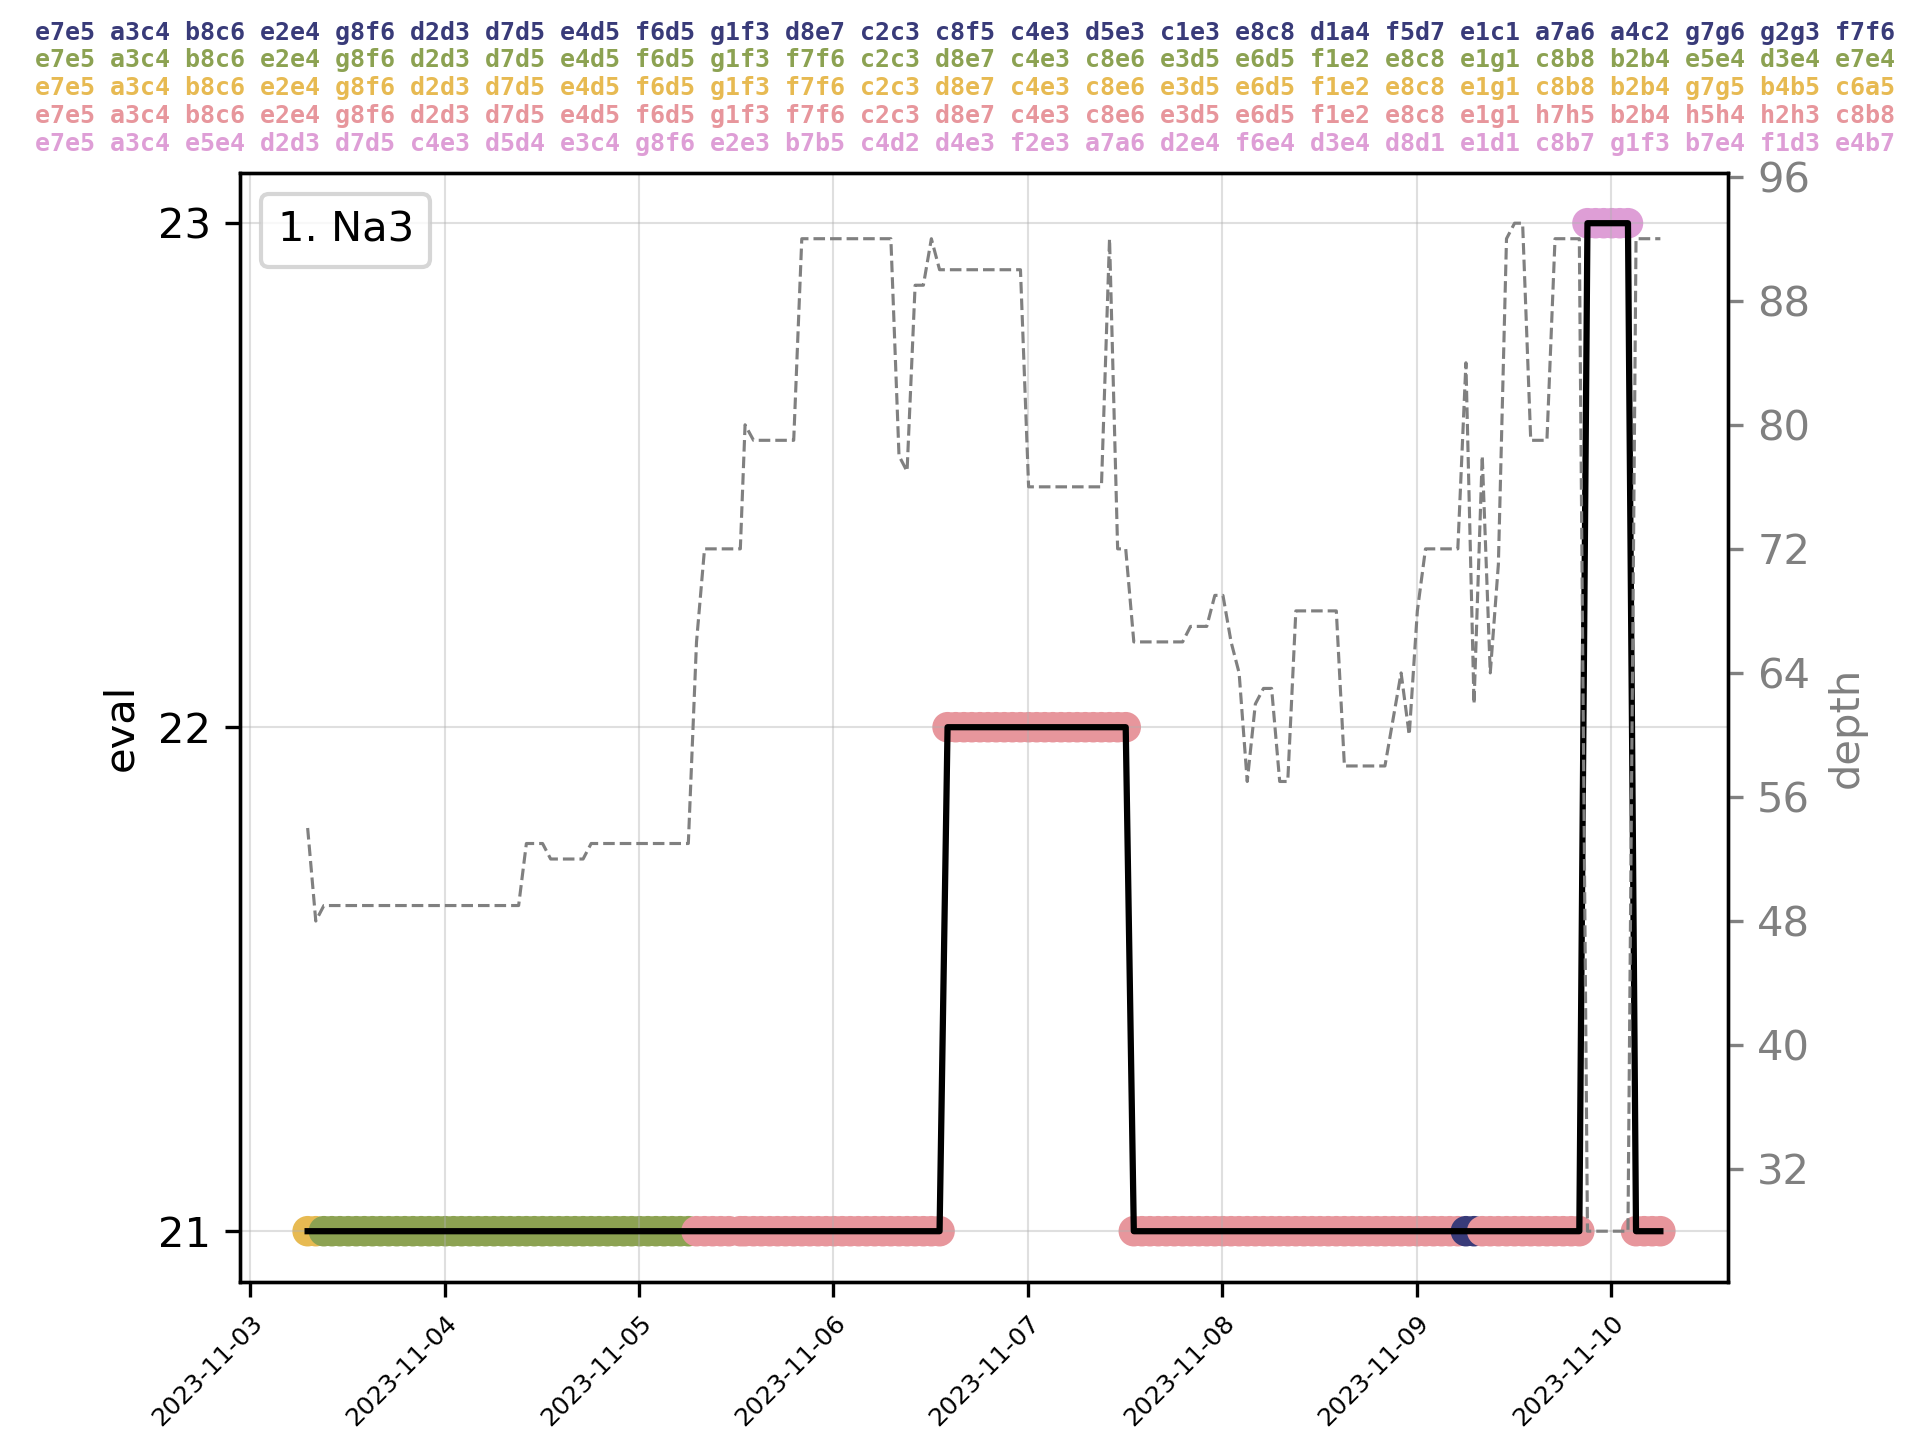 e7e5 a3c4 b8c6 e2e4 g8f6 d2d3 d7d5 e4d5 f6d5 g1f3 d8e7 c2c3 c8f5 c4e3 d5e3 c1e3 e8c8 d1a4 f5d7 e1c1 a7a6 a4c2 g7g6 g2g3 f7f6
e7e5 a3c4 b8c6 e2e4 g8f6 d2d3 d7d5 e4d5 f6d5 g1f3 f7f6 c2c3 d8e7 c4e3 c8e6 e3d5 e6d5 f1e2 e8c8 e1g1 c8b8 b2b4 e5e4 d3e4 e7e4
e7e5 a3c4 b8c6 e2e4 g8f6 d2d3 d7d5 e4d5 f6d5 g1f3 f7f6 c2c3 d8e7 c4e3 c8e6 e3d5 e6d5 f1e2 e8c8 e1g1 c8b8 b2b4 g7g5 b4b5 c6a5
e7e5 a3c4 b8c6 e2e4 g8f6 d2d3 d7d5 e4d5 f6d5 g1f3 f7f6 c2c3 d8e7 c4e3 c8e6 e3d5 e6d5 f1e2 e8c8 e1g1 h7h5 b2b4 h5h4 h2h3 c8b8
e7e5 a3c4 e5e4 d2d3 d7d5 c4e3 d5d4 e3c4 g8f6 e2e3 b7b5 c4d2 d4e3 f2e3 a7a6 d2e4 f6e4 d3e4 d8d1 e1d1 c8b7 g1f3 b7e4 f1d3 e4b7
1. Na3
23
22
21
eval
96
88
80
72
64
56
48
40
32
depth
2023-11-03
2023-11-04
2023-11-05
2023-11-06
2023-11-07
2023-11-08
2023-11-09
2023-11-10